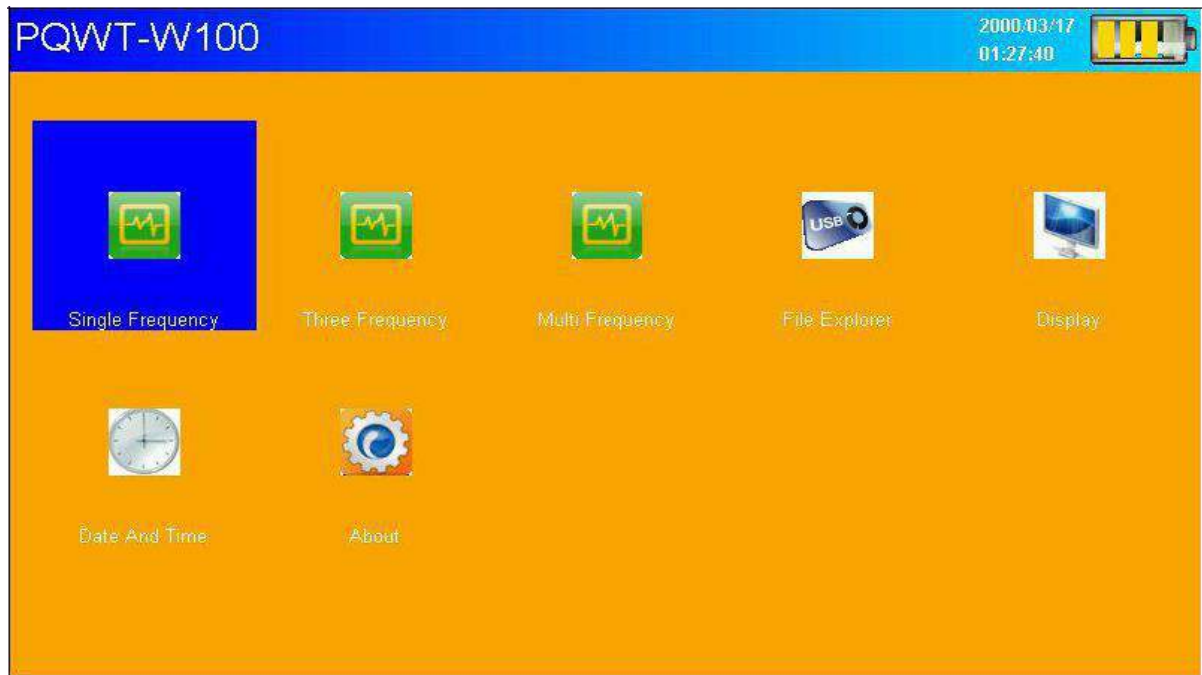 PQWT-W100
2000/03/17
01:27:40
USB
Single Frequency
Three Frequency
Multi Frequency
File Explorer
Display
Date And Time
About